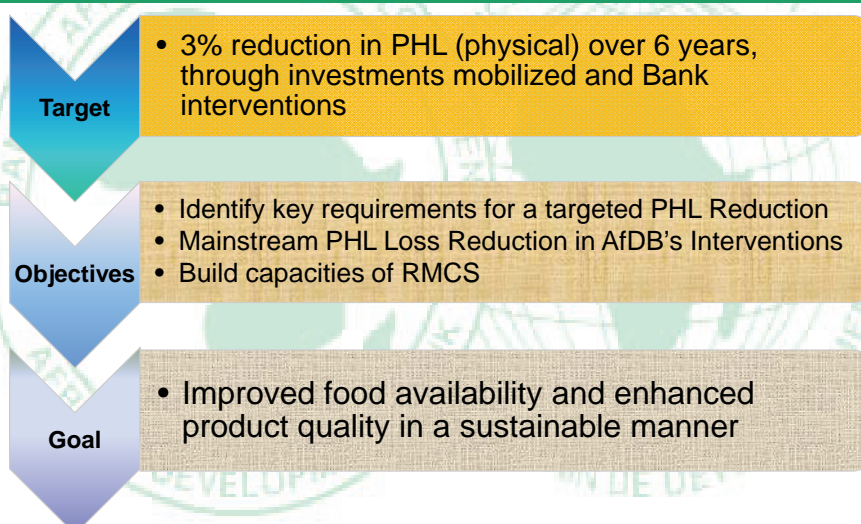 Target
• 3% reduction in PHL (physical) over 6 years,
through investments mobilized and Bank
interventions
Objectives
• Identify key requirements for a targeted PHL Reduction
• Mainstream PHL Loss Reduction in AfDB's Interventions
• Build capacities of RMCS
Goal
• Improved food availability and enhanced
product quality in a sustainable manner